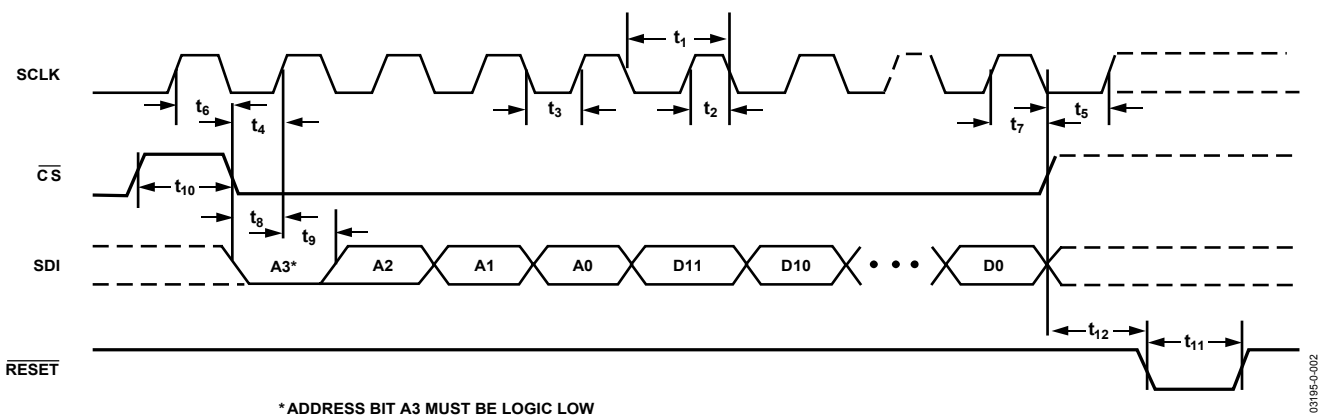 t1
SCLK
t6
t3
t2
t4
t7
t5
CS
t10
t8
t9
SDI
A3*
A2
A1
A0
D11
D10
• • •
D0
t12
t11
RESET
*ADDRESS BIT A3 MUST BE LOGIC LOW
03195-0-002